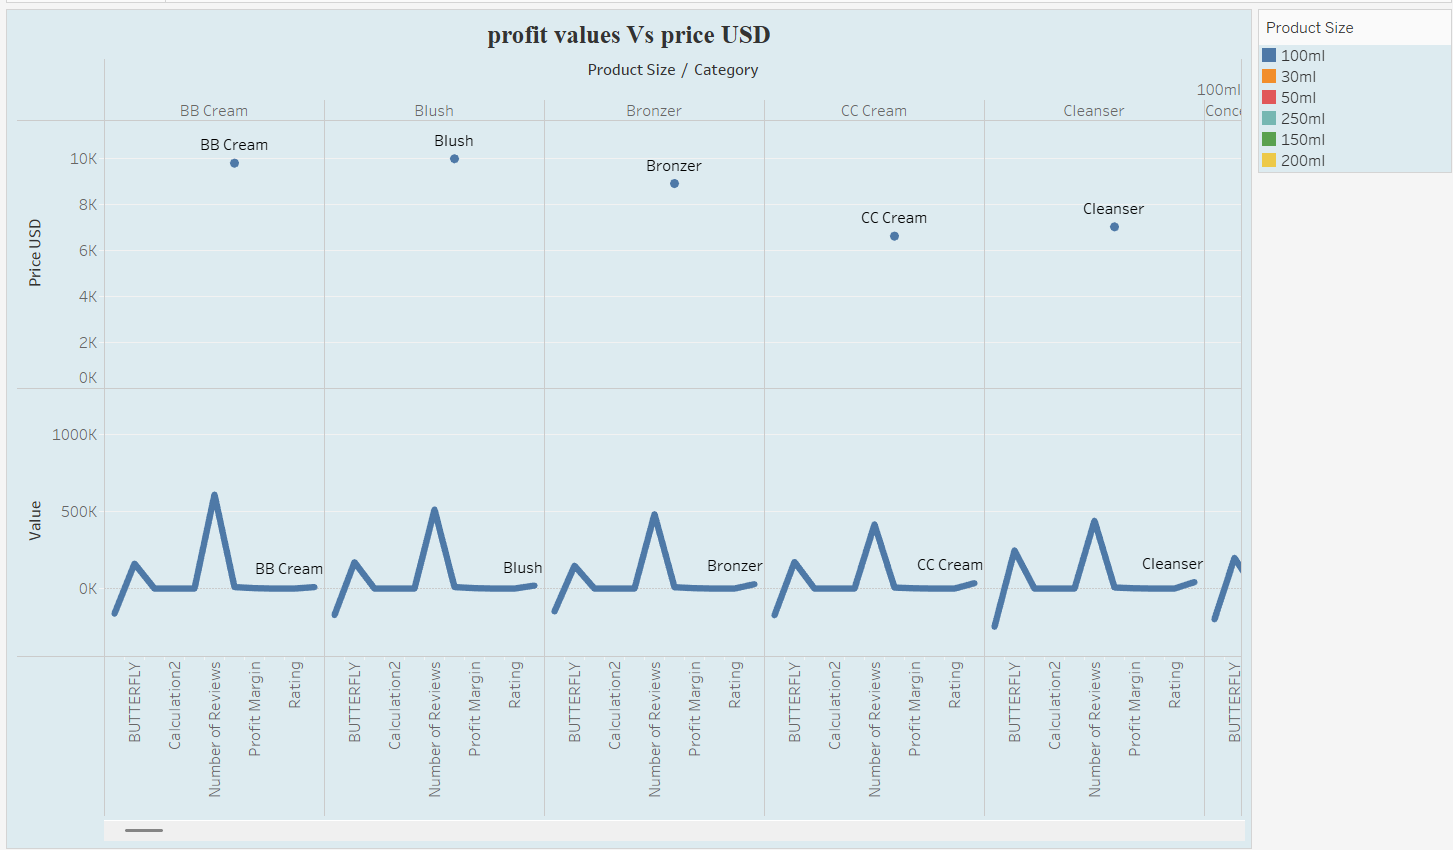 profit values Vs price USD
Product Size / Category
100ml
BB Cream Blush Bronzer CC Cream Cleanser
Price USD
10K
8K
6K
4K
2K
0K
BB Cream
Blush
Bronzer
CC Cream
Cleanser
Value
1000K
500K
0K
BB Cream
Blush
Bronzer
CC Cream
Cleanser
BUTTERFLY
Calculation2
Number of Reviews
Profit Margin
Rating
BUTTERFLY
Calculation2
Number of Reviews
Profit Margin
Rating
BUTTERFLY
Calculation2
Number of Reviews
Profit Margin
Rating
BUTTERFLY
Calculation2
Number of Reviews
Profit Margin
Rating
BUTTERFLY
Calculation2
Number of Reviews
Profit Margin
Rating
BUTTERFLY
Product Size
100ml
30ml
50ml
250ml
150ml
200ml